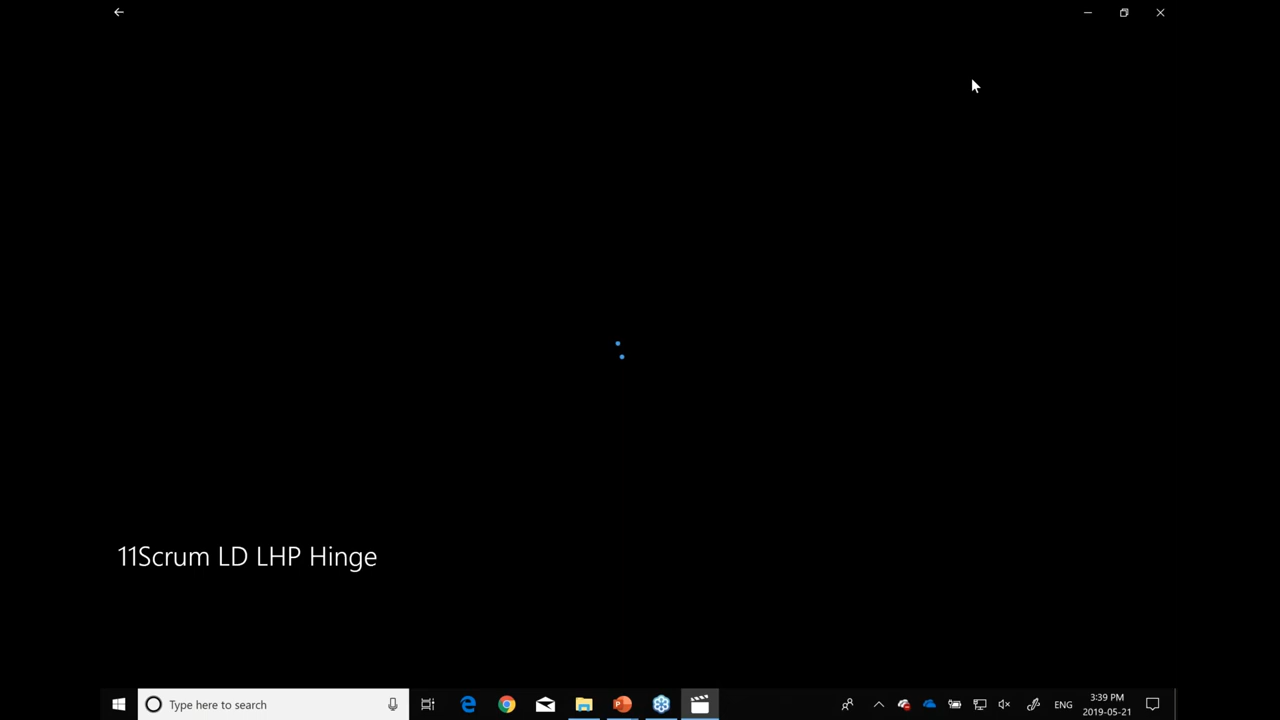 11Scrum LD LHP Hinge
Type here to search
ENG
3:39 PM
2019-05-21